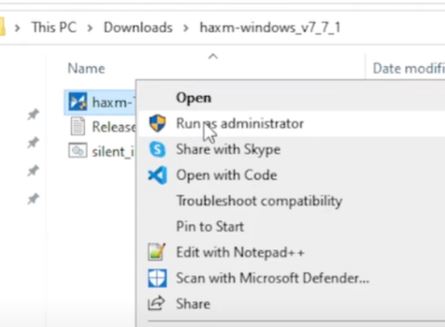 This PC > Downloads > haxm-windows_v7_7_1
Name
Date modified
haxm-
Release
silent_i
Open
Run as administrator
Share with Skype
Open with Code
Troubleshoot compatibility
Pin to Start
Edit with Notepad++
Scan with Microsoft Defender...
Share